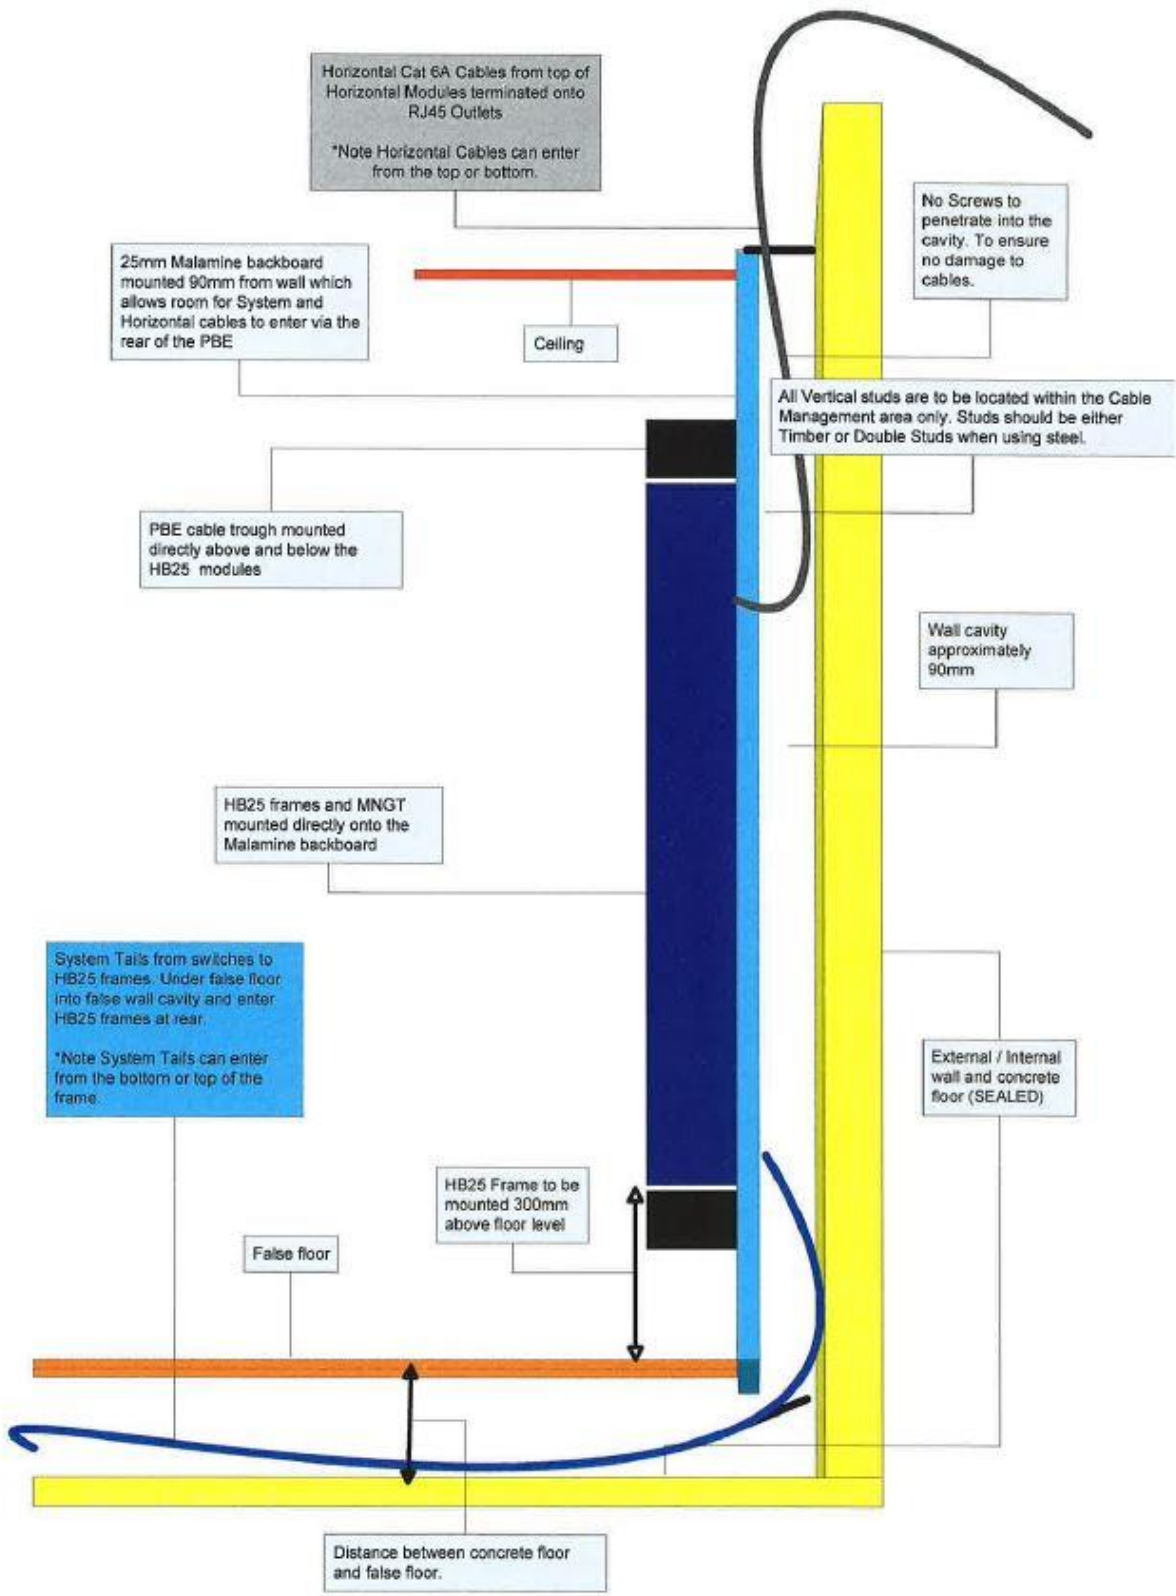 Horizontal Cat 6A Cables from top of
Horizontal Modules terminated onto
RJ45 Outlets
*Note Horizontal Cables can enter
from the top or bottom.
No Screws to
penetrate into the
cavity. To ensure
no damage to
cables.
25mm Malamine backboard
mounted 90mm from wall which
allows room for System and
Horizontal cables to enter via the
rear of the PBE
Ceiling
All Vertical studs are to be located within the Cable
Management area only. Studs should be either
Timber or Double Studs when using steel.
PBE cable trough mounted
directly above and below the
HB25 modules
Wall cavity
approximately
90mm
HB25 frames and MNGT
mounted directly onto the
Malamine backboard
System Tails from switches to
HB25 frames. Under false floor
into false wall cavity and enter
HB25 frames at rear.
*Note System Tails can enter
from the bottom or top of the
frame.
External / Internal
wall and concrete
floor (SEALED)
HB25 Frame to be
mounted 300mm
above floor level
False floor
Distance between concrete floor
and false floor.